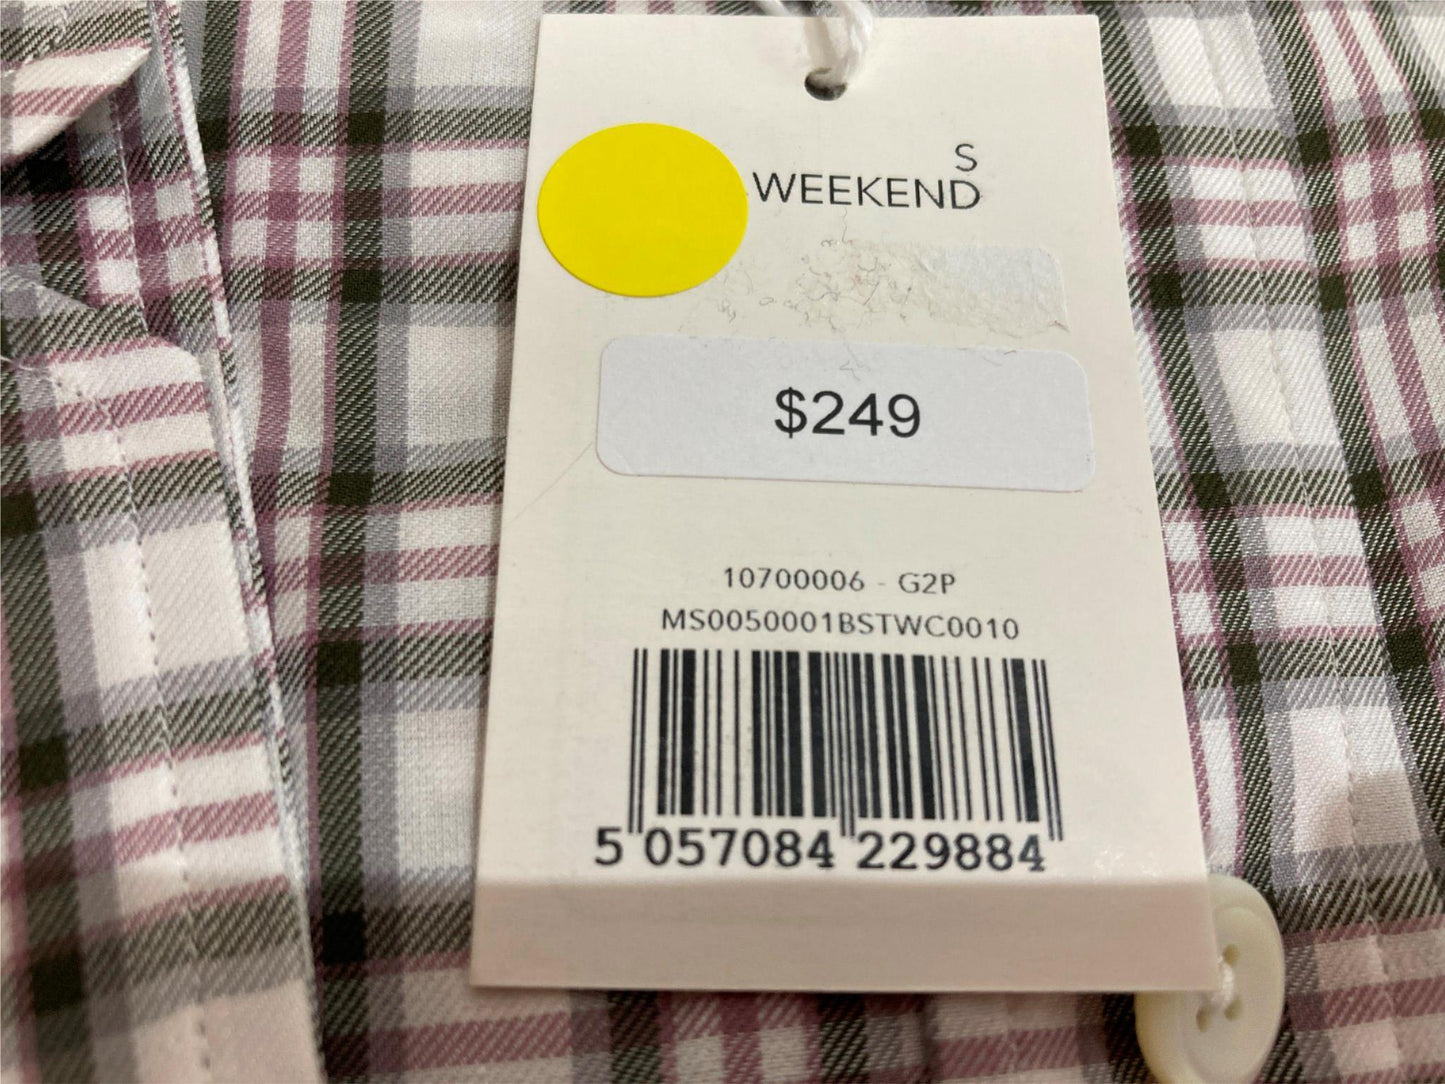 S
WEEKEND
$249
10700006 - G2P
MS0050001BSTWC0010
5 057084 229884